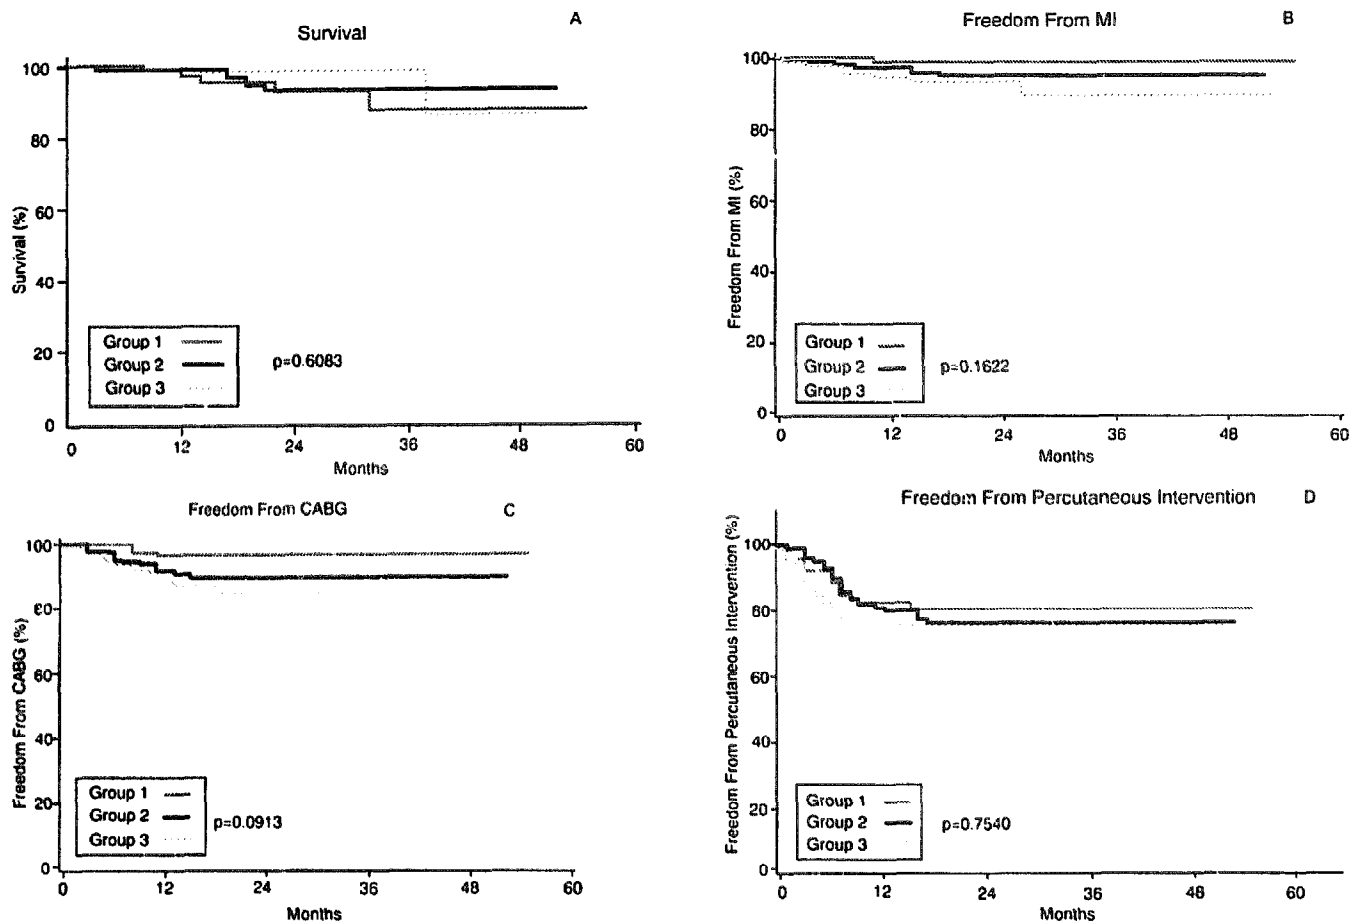 A
Survival
100
80
60
40
20
0
Survival (%)
Group 1
Group 2
Group 3
p=0.6083
0 12 24 36 48 60
Months
Freedom From MI B
100
80
60
40
20
0
Freedom From MI (%)
Group 1
Group 2
Group 3
p=0.1622
0 12 24 36 48 60
Months
Freedom From CABG C
100
80
60
40
20
0
Freedom From CABG (%)
Group 1
Group 2
Group 3
p=0.0913
0 12 24 36 48 60
Months
Freedom From Percutaneous Intervention D
100
80
60
40
20
0
Freedom From Percutaneous Intervention (%)
Group 1
Group 2
Group 3
p=0.7540
0 12 24 36 48 60
Months